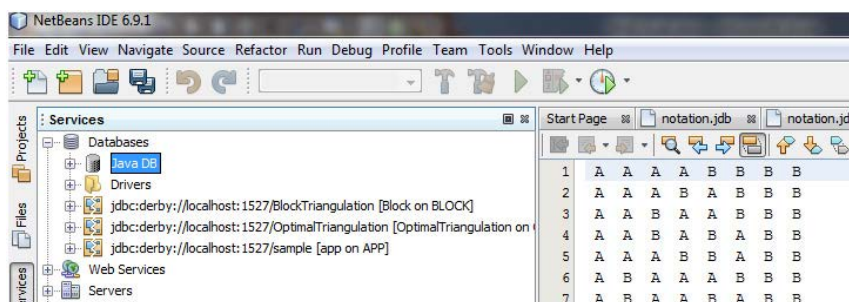 NetBeans IDE 6.9.1
File Edit View Navigate Source Refactor Run Debug Profile Team Tools Window Help
Projects
Files
Services
Databases
Java DB
Drivers
jdbc:derby://localhost:1527/BlockTriangulation [Block on BLOCK]
jdbc:derby://localhost:1527/OptimalTriangulation [OptimalTriangulation on
jdbc:derby://localhost:1527/sample [app on APP]
Web Services
Servers
Start Page notation.jdb notation.jd
1 A A A A B B B B
2 A A A B A B B B
3 A A B A A B B B
4 A A B A B A B B
5 A A B B A A B B
6 A B A A A B B B
7 A B A A B A B B